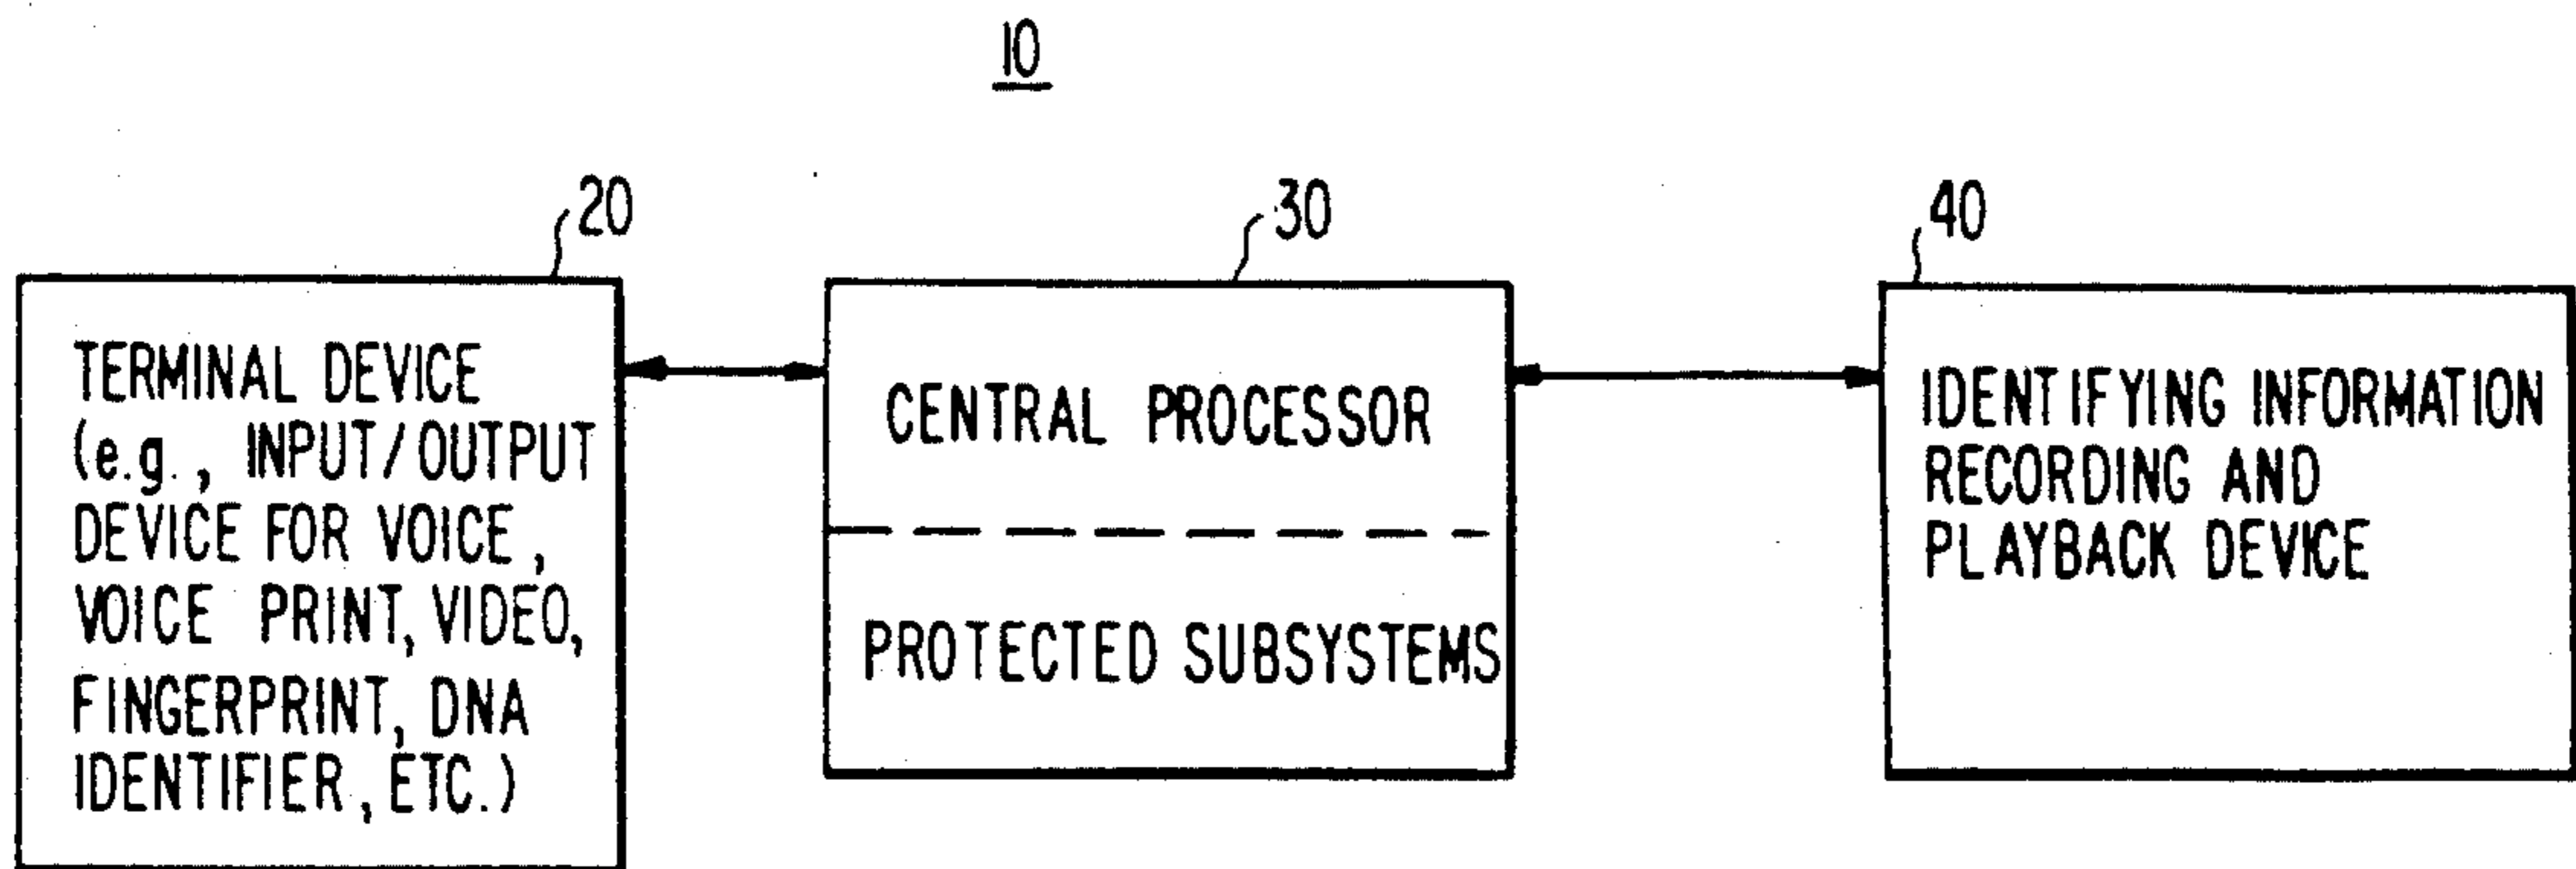 10
20
TERMINAL DEVICE
(e.g., INPUT/OUTPUT
DEVICE FOR VOICE,
VOICE PRINT, VIDEO,
FINGERPRINT, DNA
IDENTIFIER, ETC.)
30
CENTRAL PROCESSOR
PROTECTED SUBSYSTEMS
40
IDENTIFYING INFORMATION
RECORDING AND
PLAYBACK DEVICE